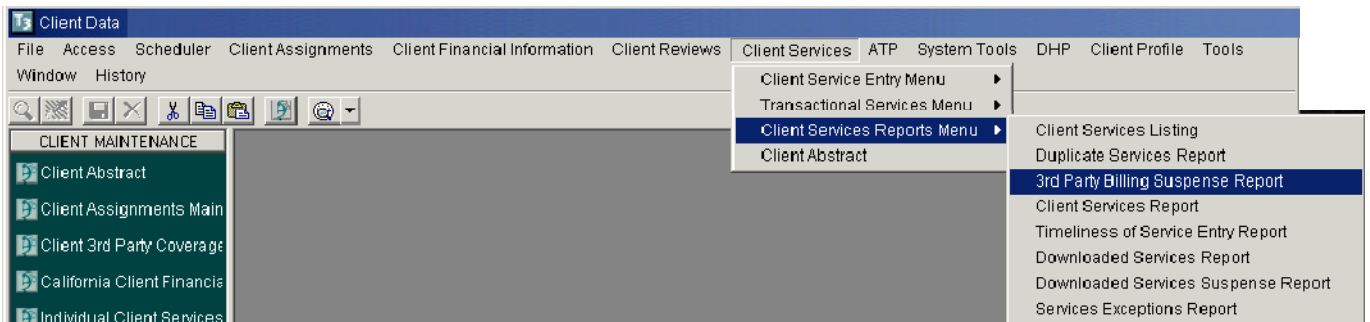 T3 Client Data
File Access Scheduler Client Assignments Client Financial Information Client Reviews Client Services ATP System Tools DHP Client Profile Tools
Window History
Client Service Entry Menu
Transactional Services Menu
Client Services Reports Menu
Client Abstract
Client Services Listing
Duplicate Services Report
3rd Party Billing Suspense Report
Client Services Report
Timeliness of Service Entry Report
Downloaded Services Report
Downloaded Services Suspense Report
Services Exceptions Report
CLIENT MAINTENANCE
Client Abstract
Client Assignments Main
Client 3rd Party Coverage
California Client Financia
Individual Client Services